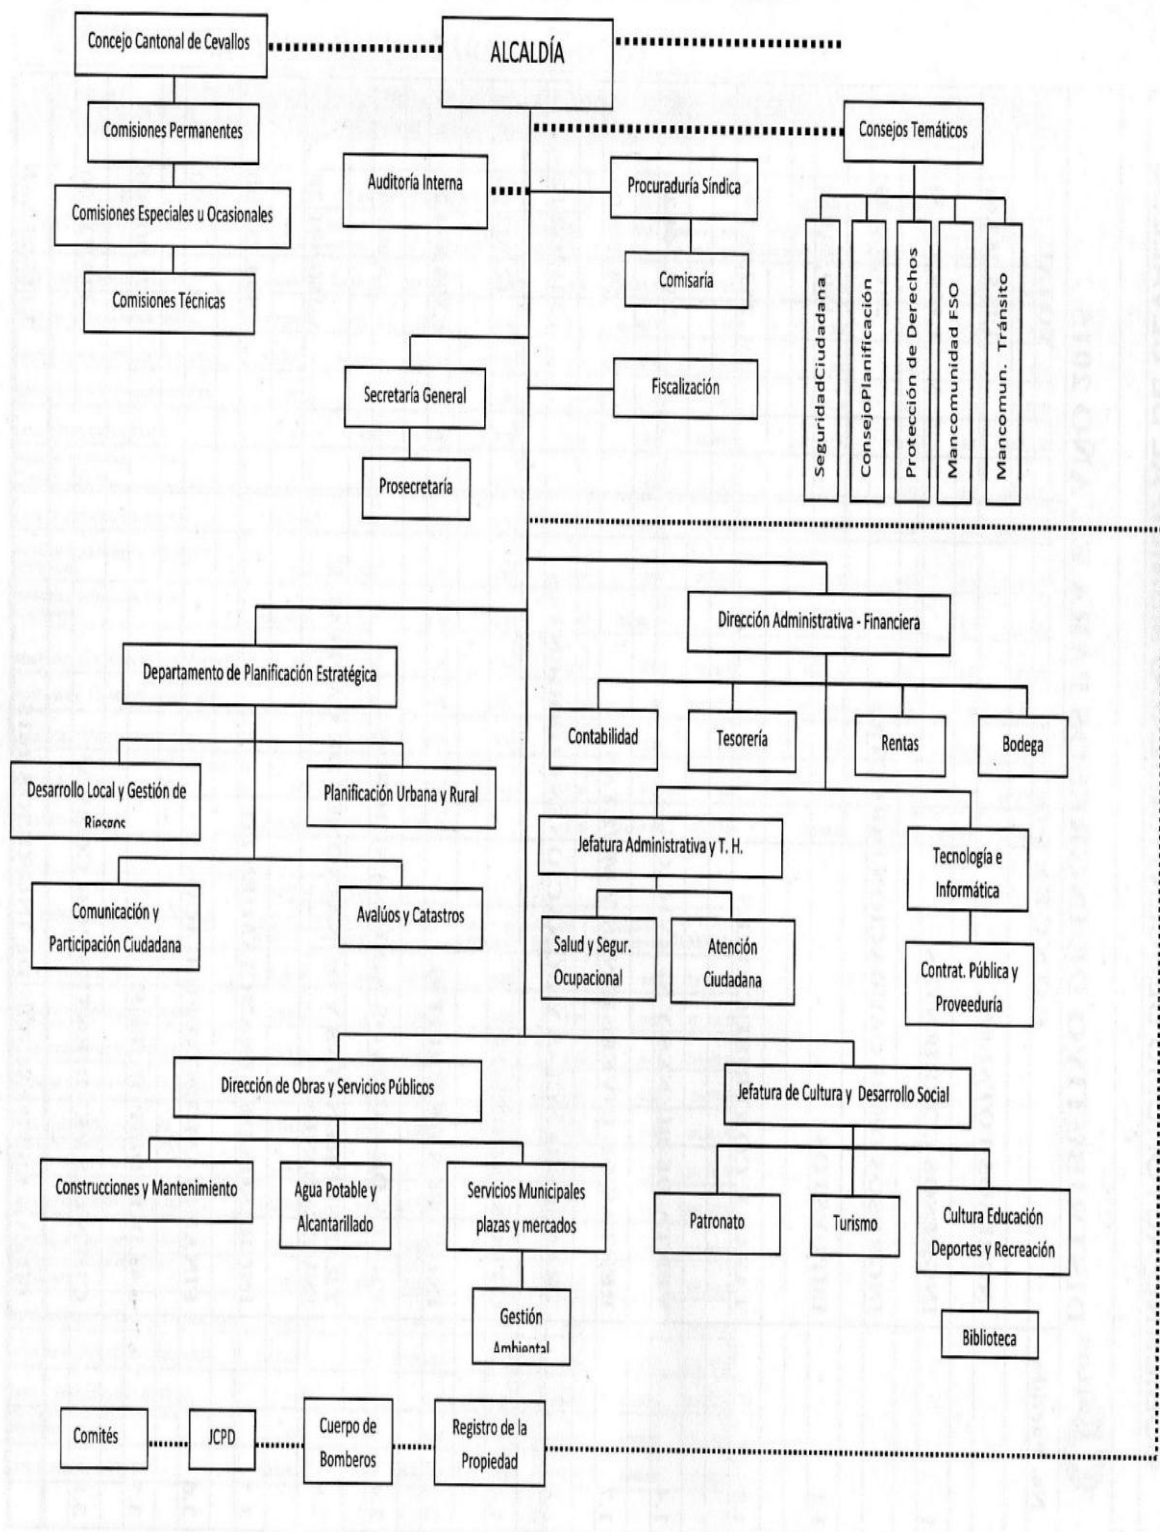 Concejo Cantonal de Cevallos
ALCALDÍA
Comisiones Permanentes
Consejos Temáticos
Auditoría Interna
Procuraduría Síndica
Comisiones Especiales u Ocasionales
Comisaría
Comisiones Técnicas
SeguridadCiudadana
ConsejoPlanificación
Protección de Derechos
Mancomunidad FSO
Mancomun. Tránsito
Secretaría General
Fiscalización
Prosecretaría
Dirección Administrativa - Financiera
Departamento de Planificación Estratégica
Contabilidad
Tesorería
Rentas
Bodega
Desarrollo Local y Gestión de
Riesgos
Planificación Urbana y Rural
Jefatura Administrativa y T. H.
Tecnología e
Informática
Comunicación y
Participación Ciudadana
Avalúos y Catastros
Salud y Segur.
Ocupacional
Atención
Ciudadana
Contrat. Pública y
Proveeduría
Dirección de Obras y Servicios Públicos
Jefatura de Cultura y Desarrollo Social
Construcciones y Mantenimiento
Agua Potable y
Alcantarillado
Servicios Municipales
plazas y mercados
Patronato
Turismo
Cultura Educación
Deportes y Recreación
Gestión
Ambiental
Biblioteca
Comités
JCPD
Cuerpo de
Bomberos
Registro de la
Propiedad